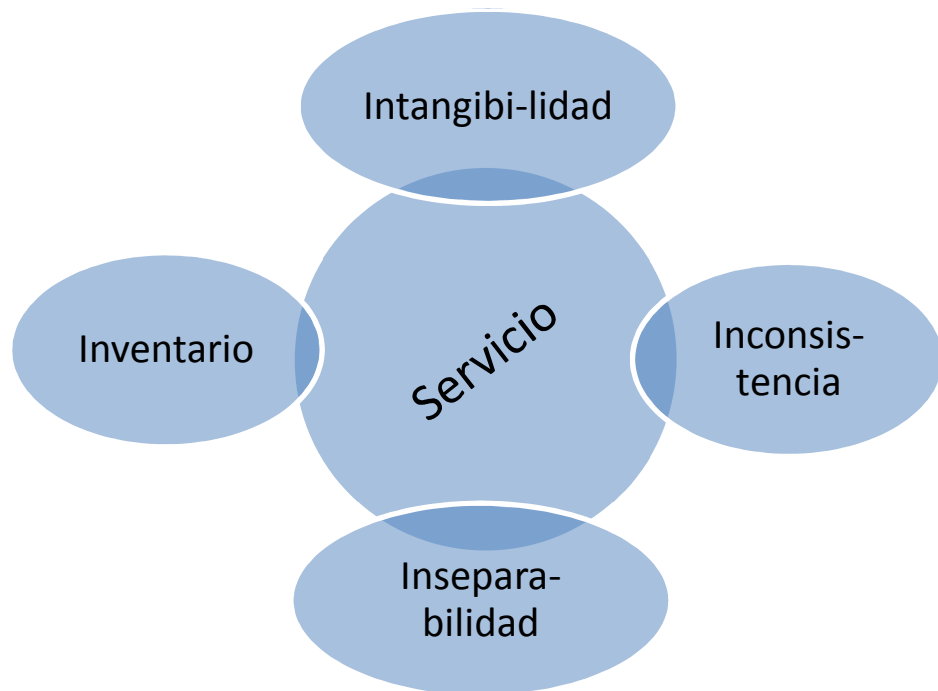 Intangibi-lidad
Inventario
Servicio
Inconsis-
tencia
Insepara-
bilidad